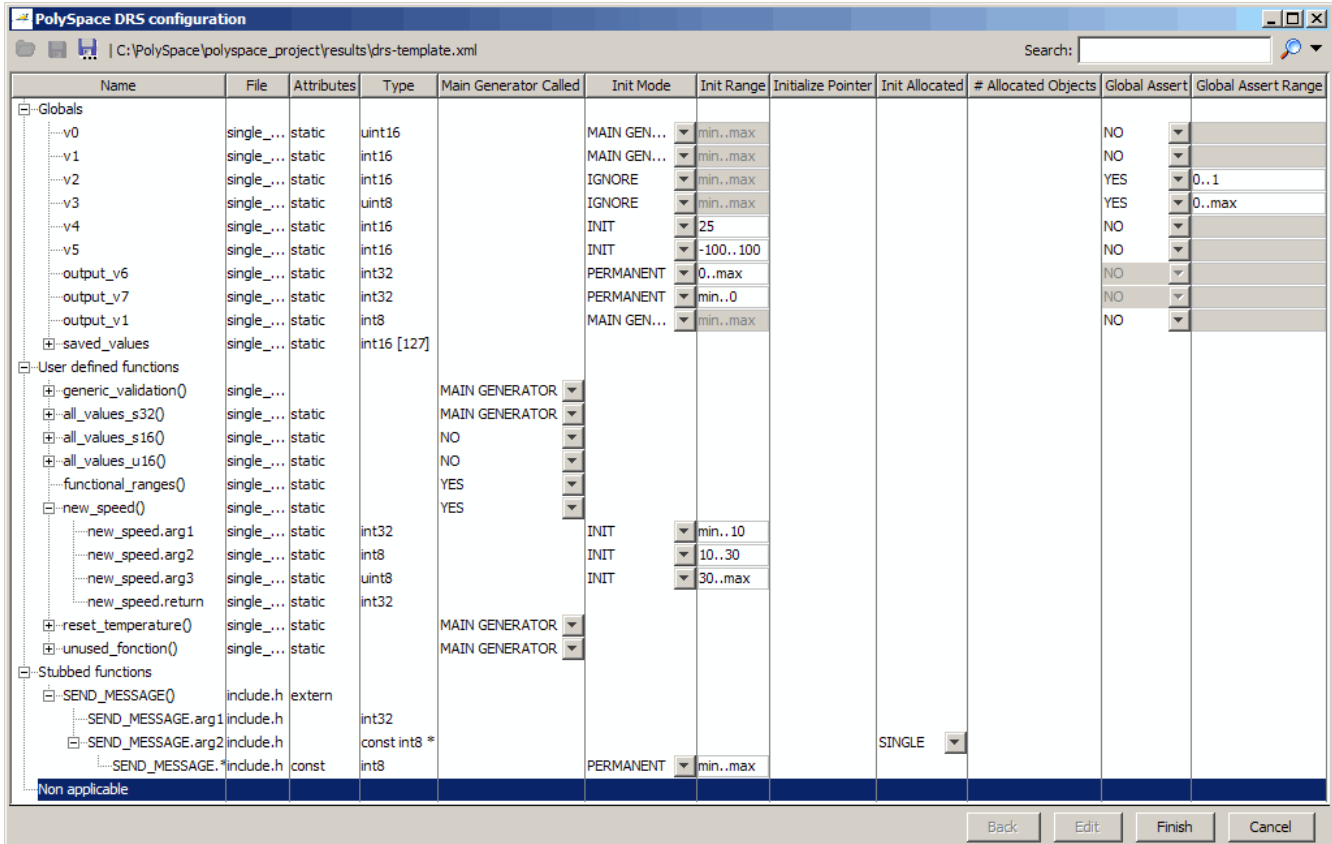 PolySpace DRS configuration
C:\PolySpace\polyspace_project\results\drs-template.xml Search:
Name File Attributes Type Main Generator Called Init Mode Init Range Initialize Pointer Init Allocated # Allocated Objects Global Assert Global Assert Range
Globals
v0 single_... static uint16 MAIN GEN... min..max NO
v1 single_... static int16 MAIN GEN... min..max NO
v2 single_... static int16 IGNORE min..max YES 0..1
v3 single_... static uint8 IGNORE min..max YES 0..max
v4 single_... static int16 INIT 25 NO
v5 single_... static int16 INIT -100..100 NO
output_v6 single_... static int32 PERMANENT 0..max NO
output_v7 single_... static int32 PERMANENT min..0 NO
output_v1 single_... static int8 MAIN GEN... min..max NO
saved_values single_... static int16 [127]
User defined functions
generic_validation() single_... MAIN GENERATOR
all_values_s32() single_... static MAIN GENERATOR
all_values_s16() single_... static NO
all_values_u16() single_... static NO
functional_ranges() single_... static YES
new_speed() single_... static YES
new_speed.arg1 single_... static int32 INIT min..10
new_speed.arg2 single_... static int8 INIT 10..30
new_speed.arg3 single_... static uint8 INIT 30..max
new_speed.return single_... static int32
reset_temperature() single_... static MAIN GENERATOR
unused_fonction() single_... static MAIN GENERATOR
Stubbed functions
SEND_MESSAGE() include.h extern
SEND_MESSAGE.arg1 include.h int32
SEND_MESSAGE.arg2 include.h const int8 * SINGLE
SEND_MESSAGE.* include.h const int8 PERMANENT min..max
Non applicable
Back Edit Finish Cancel